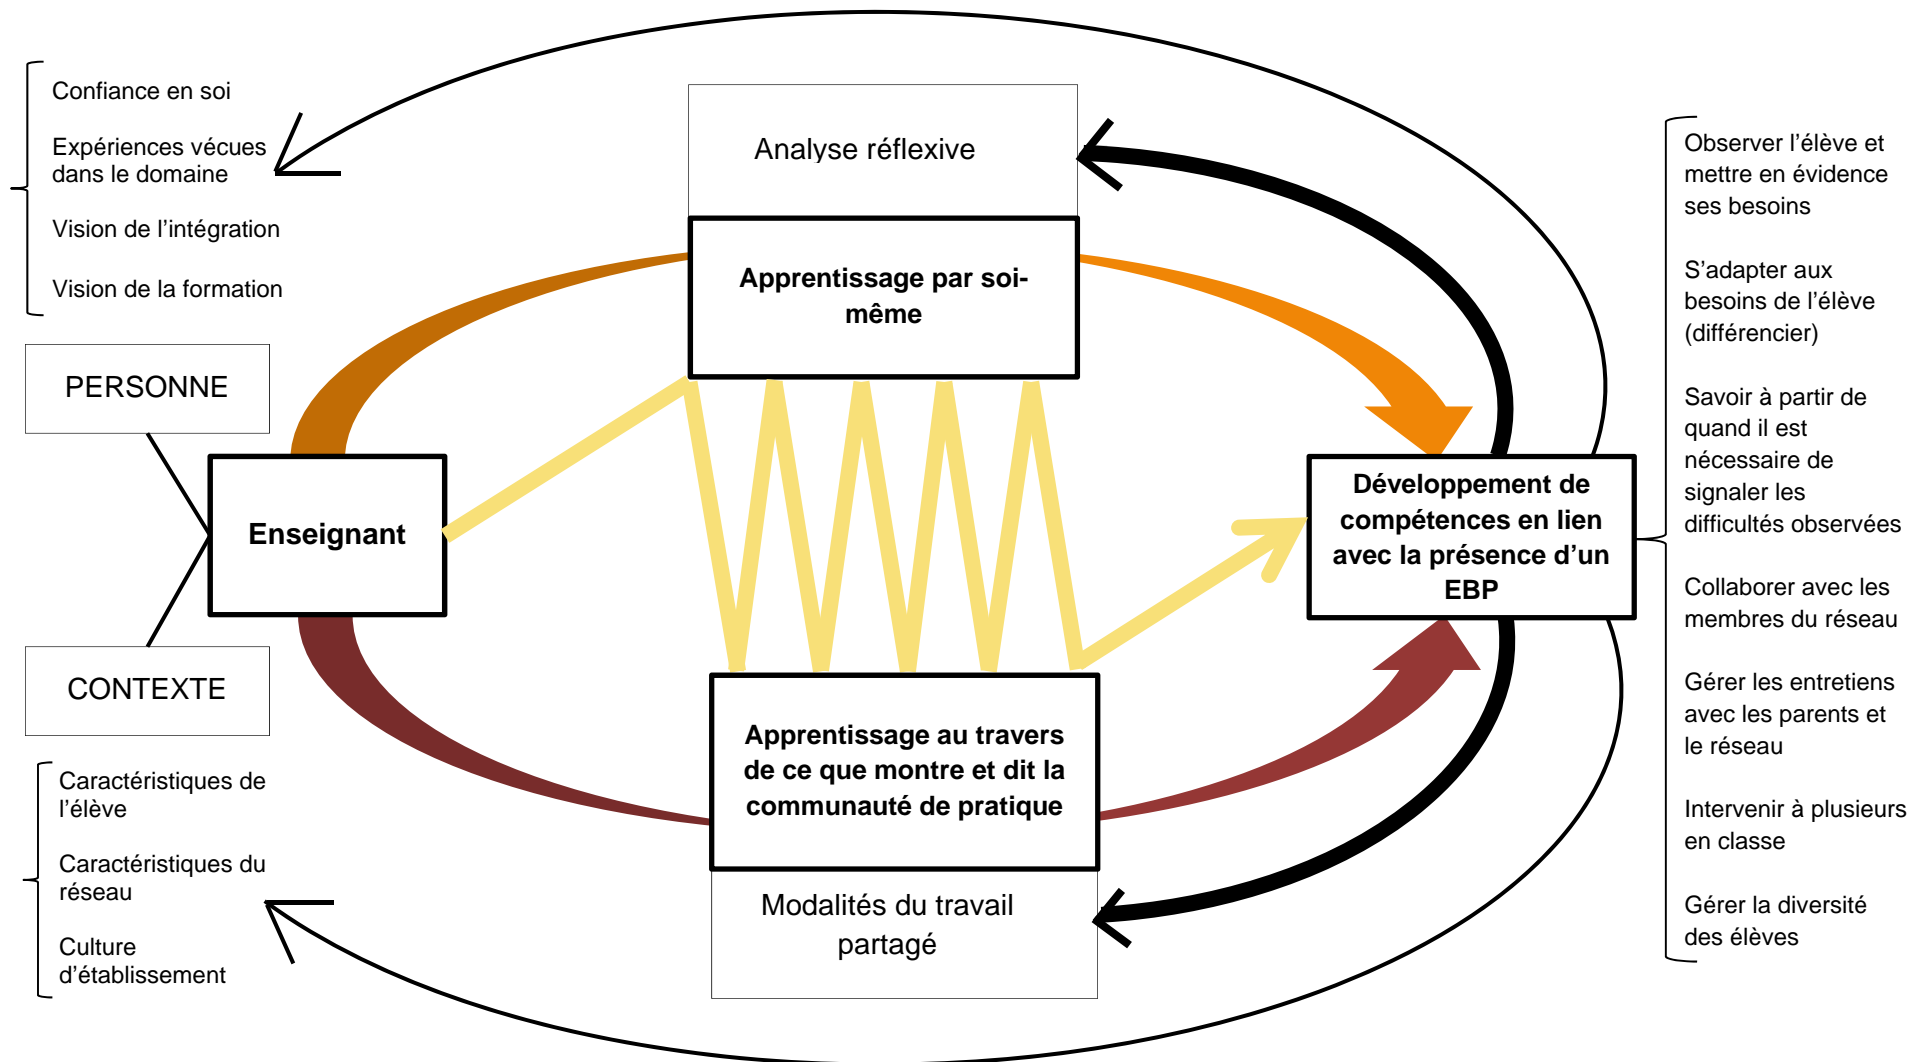 Confiance en soi
Expériences vécues
dans le domaine
Vision de l’intégration
Vision de la formation
PERSONNE
CONTEXTE
Caractéristiques de
l’élève
Caractéristiques du
réseau
Culture
d’établissement
Enseignant
Analyse réflexive
Apprentissage par soi-
même
Apprentissage au travers
de ce que montre et dit la
communauté de pratique
Modalités du travail
partagé
Développement de
compétences en lien
avec la présence d’un
EBP
Observer l’élève et
mettre en évidence
ses besoins
S’adapter aux
besoins de l’élève
(différencier)
Savoir à partir de
quand il est
nécessaire de
signaler les
difficultés observées
Collaborer avec les
membres du réseau
Gérer les entretiens
avec les parents et
le réseau
Intervenir à plusieurs
en classe
Gérer la diversité
des élèves